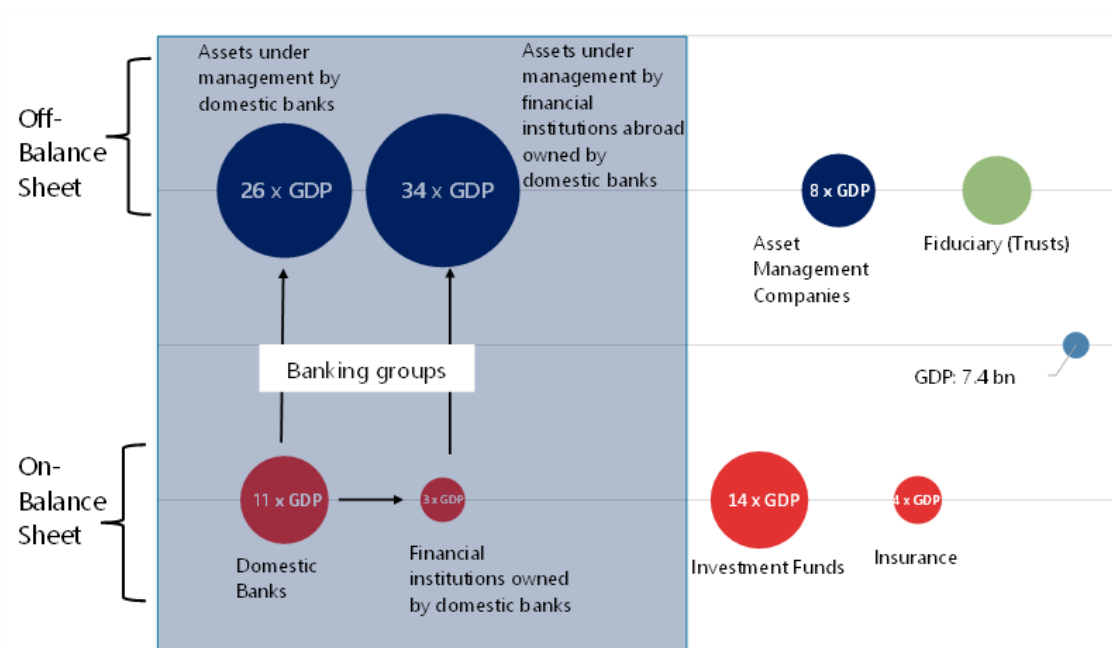 Assets under
management by
domestic banks
Assets under
management by
financial
institutions abroad
owned by
domestic banks
Off-
Balance
Sheet
26 x GDP
34 x GDP
8 x GDP
Asset
Management
Companies
Fiduciary (Trusts)
Banking groups
GDP: 7.4 bn
On-
Balance
Sheet
11 x GDP
3 x GDP
14 x GDP
4 x GDP
Domestic
Banks
Financial
institutions owned
by domestic banks
Investment Funds
Insurance